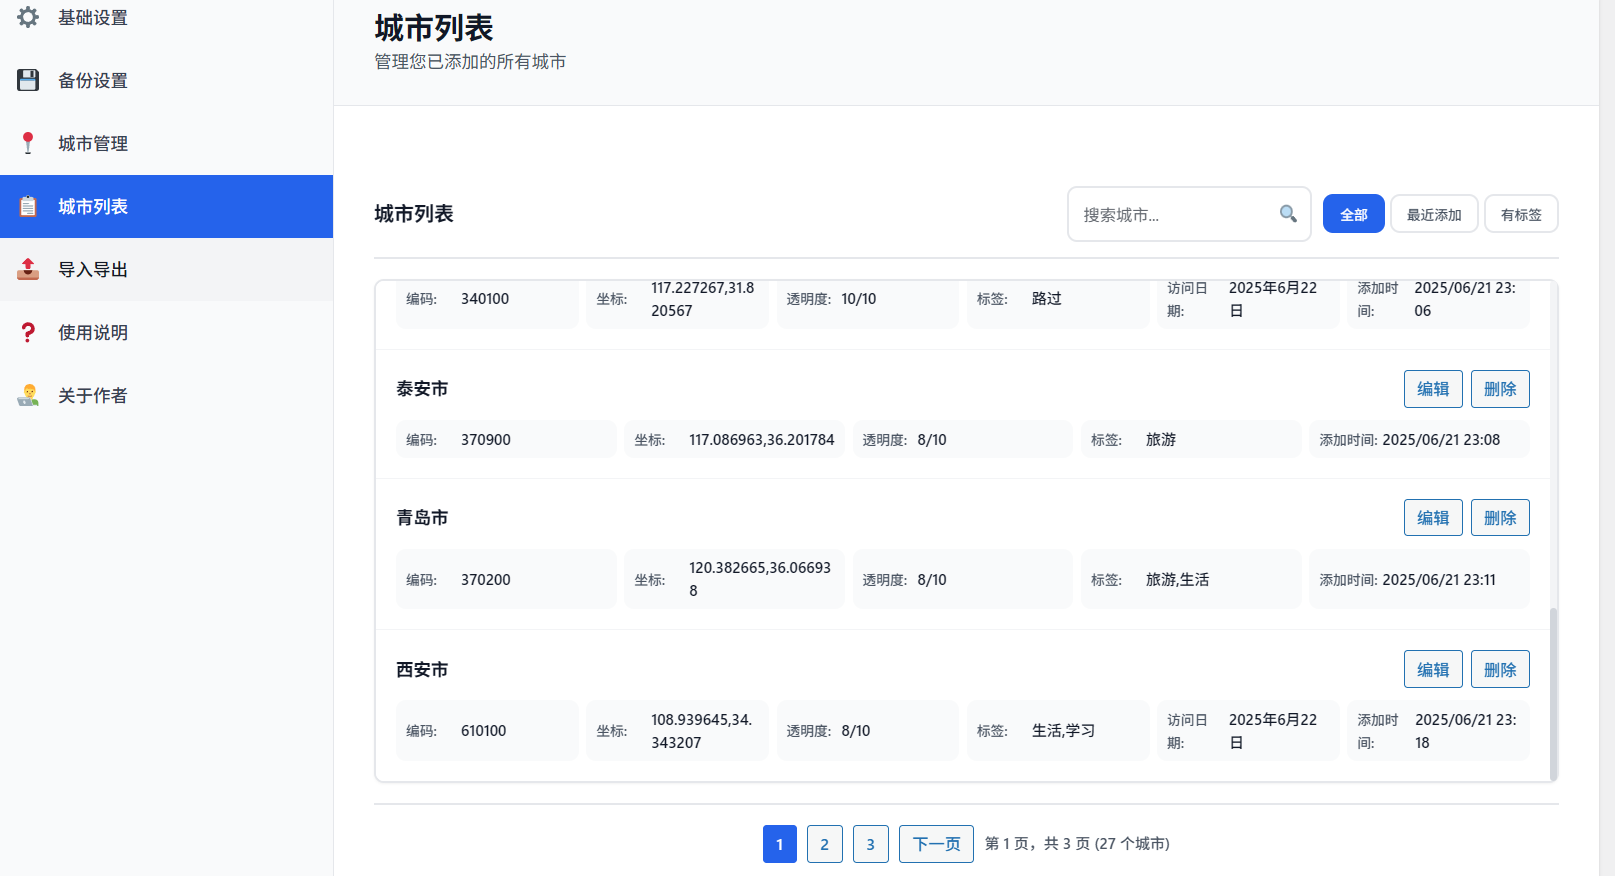 基础设置
备份设置
城市管理
城市列表
导入导出
使用说明
关于作者
城市列表
管理您已添加的所有城市
城市列表
搜索城市...
全部
最近添加
有标签
编码: 340100
坐标: 117.227267,31.8
20567
透明度: 10/10
标签: 路过
访问日
期: 2025年6月22
日
添加时
间: 2025/06/21 23:
06
泰安市
编辑
删除
编码: 370900
坐标: 117.086963,36.201784
透明度: 8/10
标签: 旅游
添加时间: 2025/06/21 23:08
青岛市
编辑
删除
编码: 370200
坐标: 120.382665,36.06693
8
透明度: 8/10
标签: 旅游,生活
添加时间: 2025/06/21 23:11
西安市
编辑
删除
编码: 610100
坐标: 108.939645,34.
343207
透明度: 8/10
标签: 生活,学习
访问日
期: 2025年6月22
日
添加时
间: 2025/06/21 23:
18
1
2
3
下一页
第 1 页，共 3 页 (27 个城市)